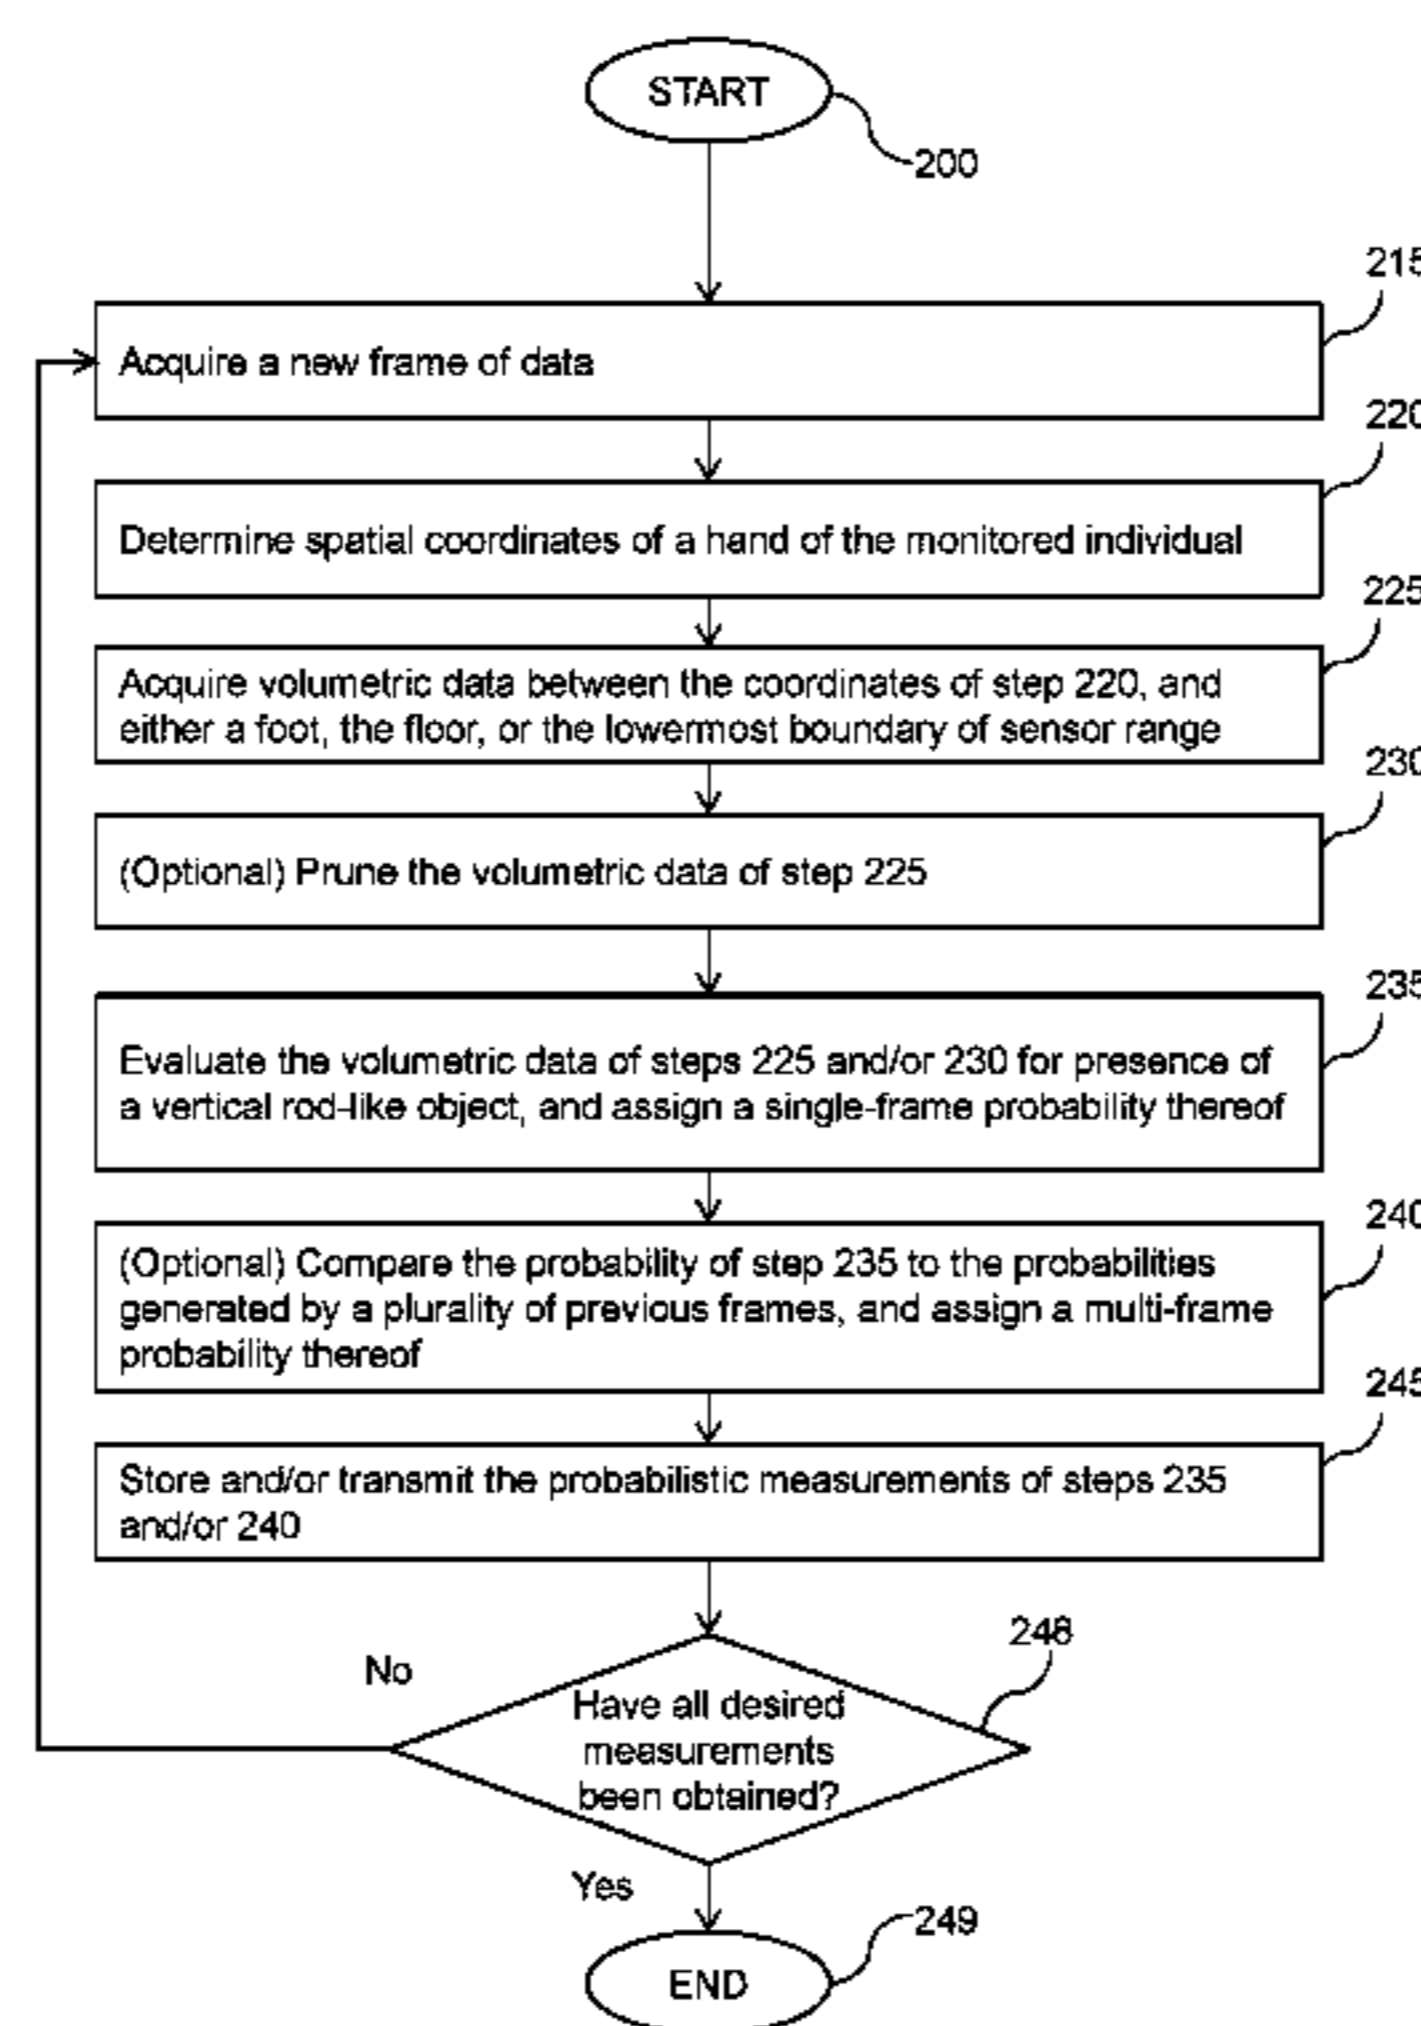 START
200
215
Acquire a new frame of data
220
Determine spatial coordinates of a hand of the monitored individual
225
Acquire volumetric data between the coordinates of step 220, and
either a foot, the floor, or the lowermost boundary of sensor range
230
(Optional) Prune the volumetric data of step 225
235
Evaluate the volumetric data of steps 225 and/or 230 for presence of
a vertical rod-like object, and assign a single-frame probability thereof
240
(Optional) Compare the probability of step 235 to the probabilities
generated by a plurality of previous frames, and assign a multi-frame
probability thereof
245
Store and/or transmit the probabilistic measurements of steps 235
and/or 240
248
No
Have all desired
measurements
been obtained?
Yes
249
END